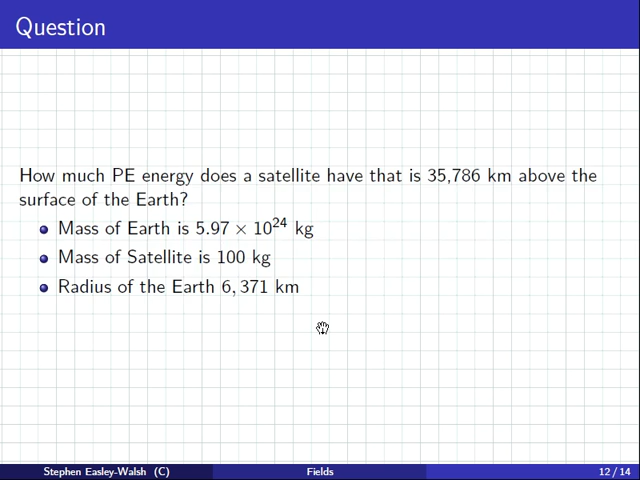 Question
How much PE energy does a satellite have that is 35,786 km above the
surface of the Earth?
Mass of Earth is 5.97 × 10²⁴ kg
Mass of Satellite is 100 kg
Radius of the Earth 6, 371 km
Stephen Easley-Walsh (C) Fields 12 / 14